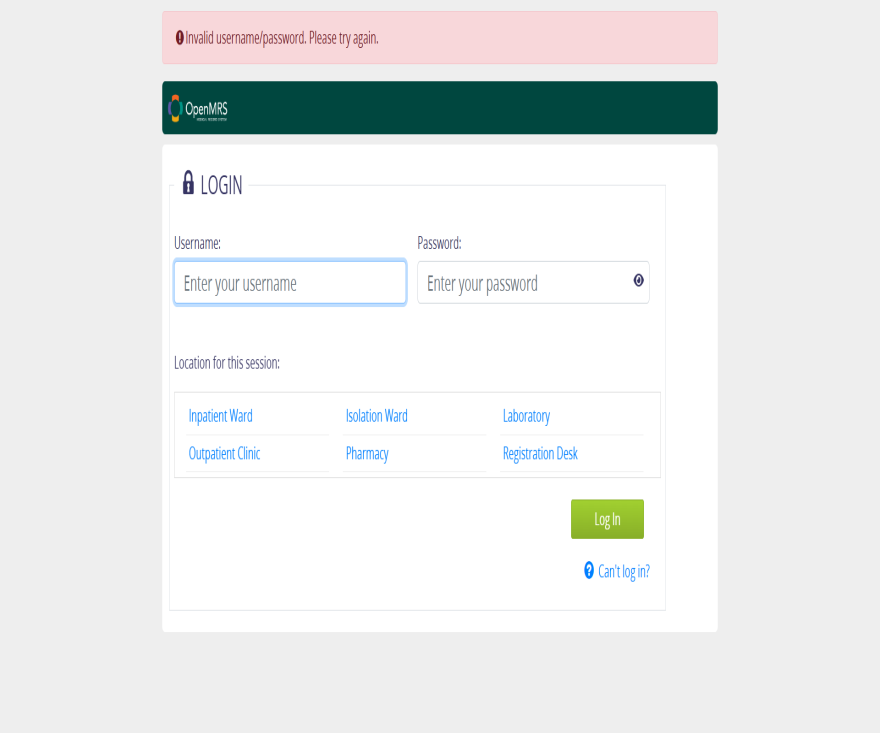 Invalid username/password. Please try again.
OpenMRS
LOGIN
Username: Password:
Enter your username Enter your password
Location for this session:
Inpatient Ward Isolation Ward Laboratory
Outpatient Clinic Pharmacy Registration Desk
Log In
Can't log in?